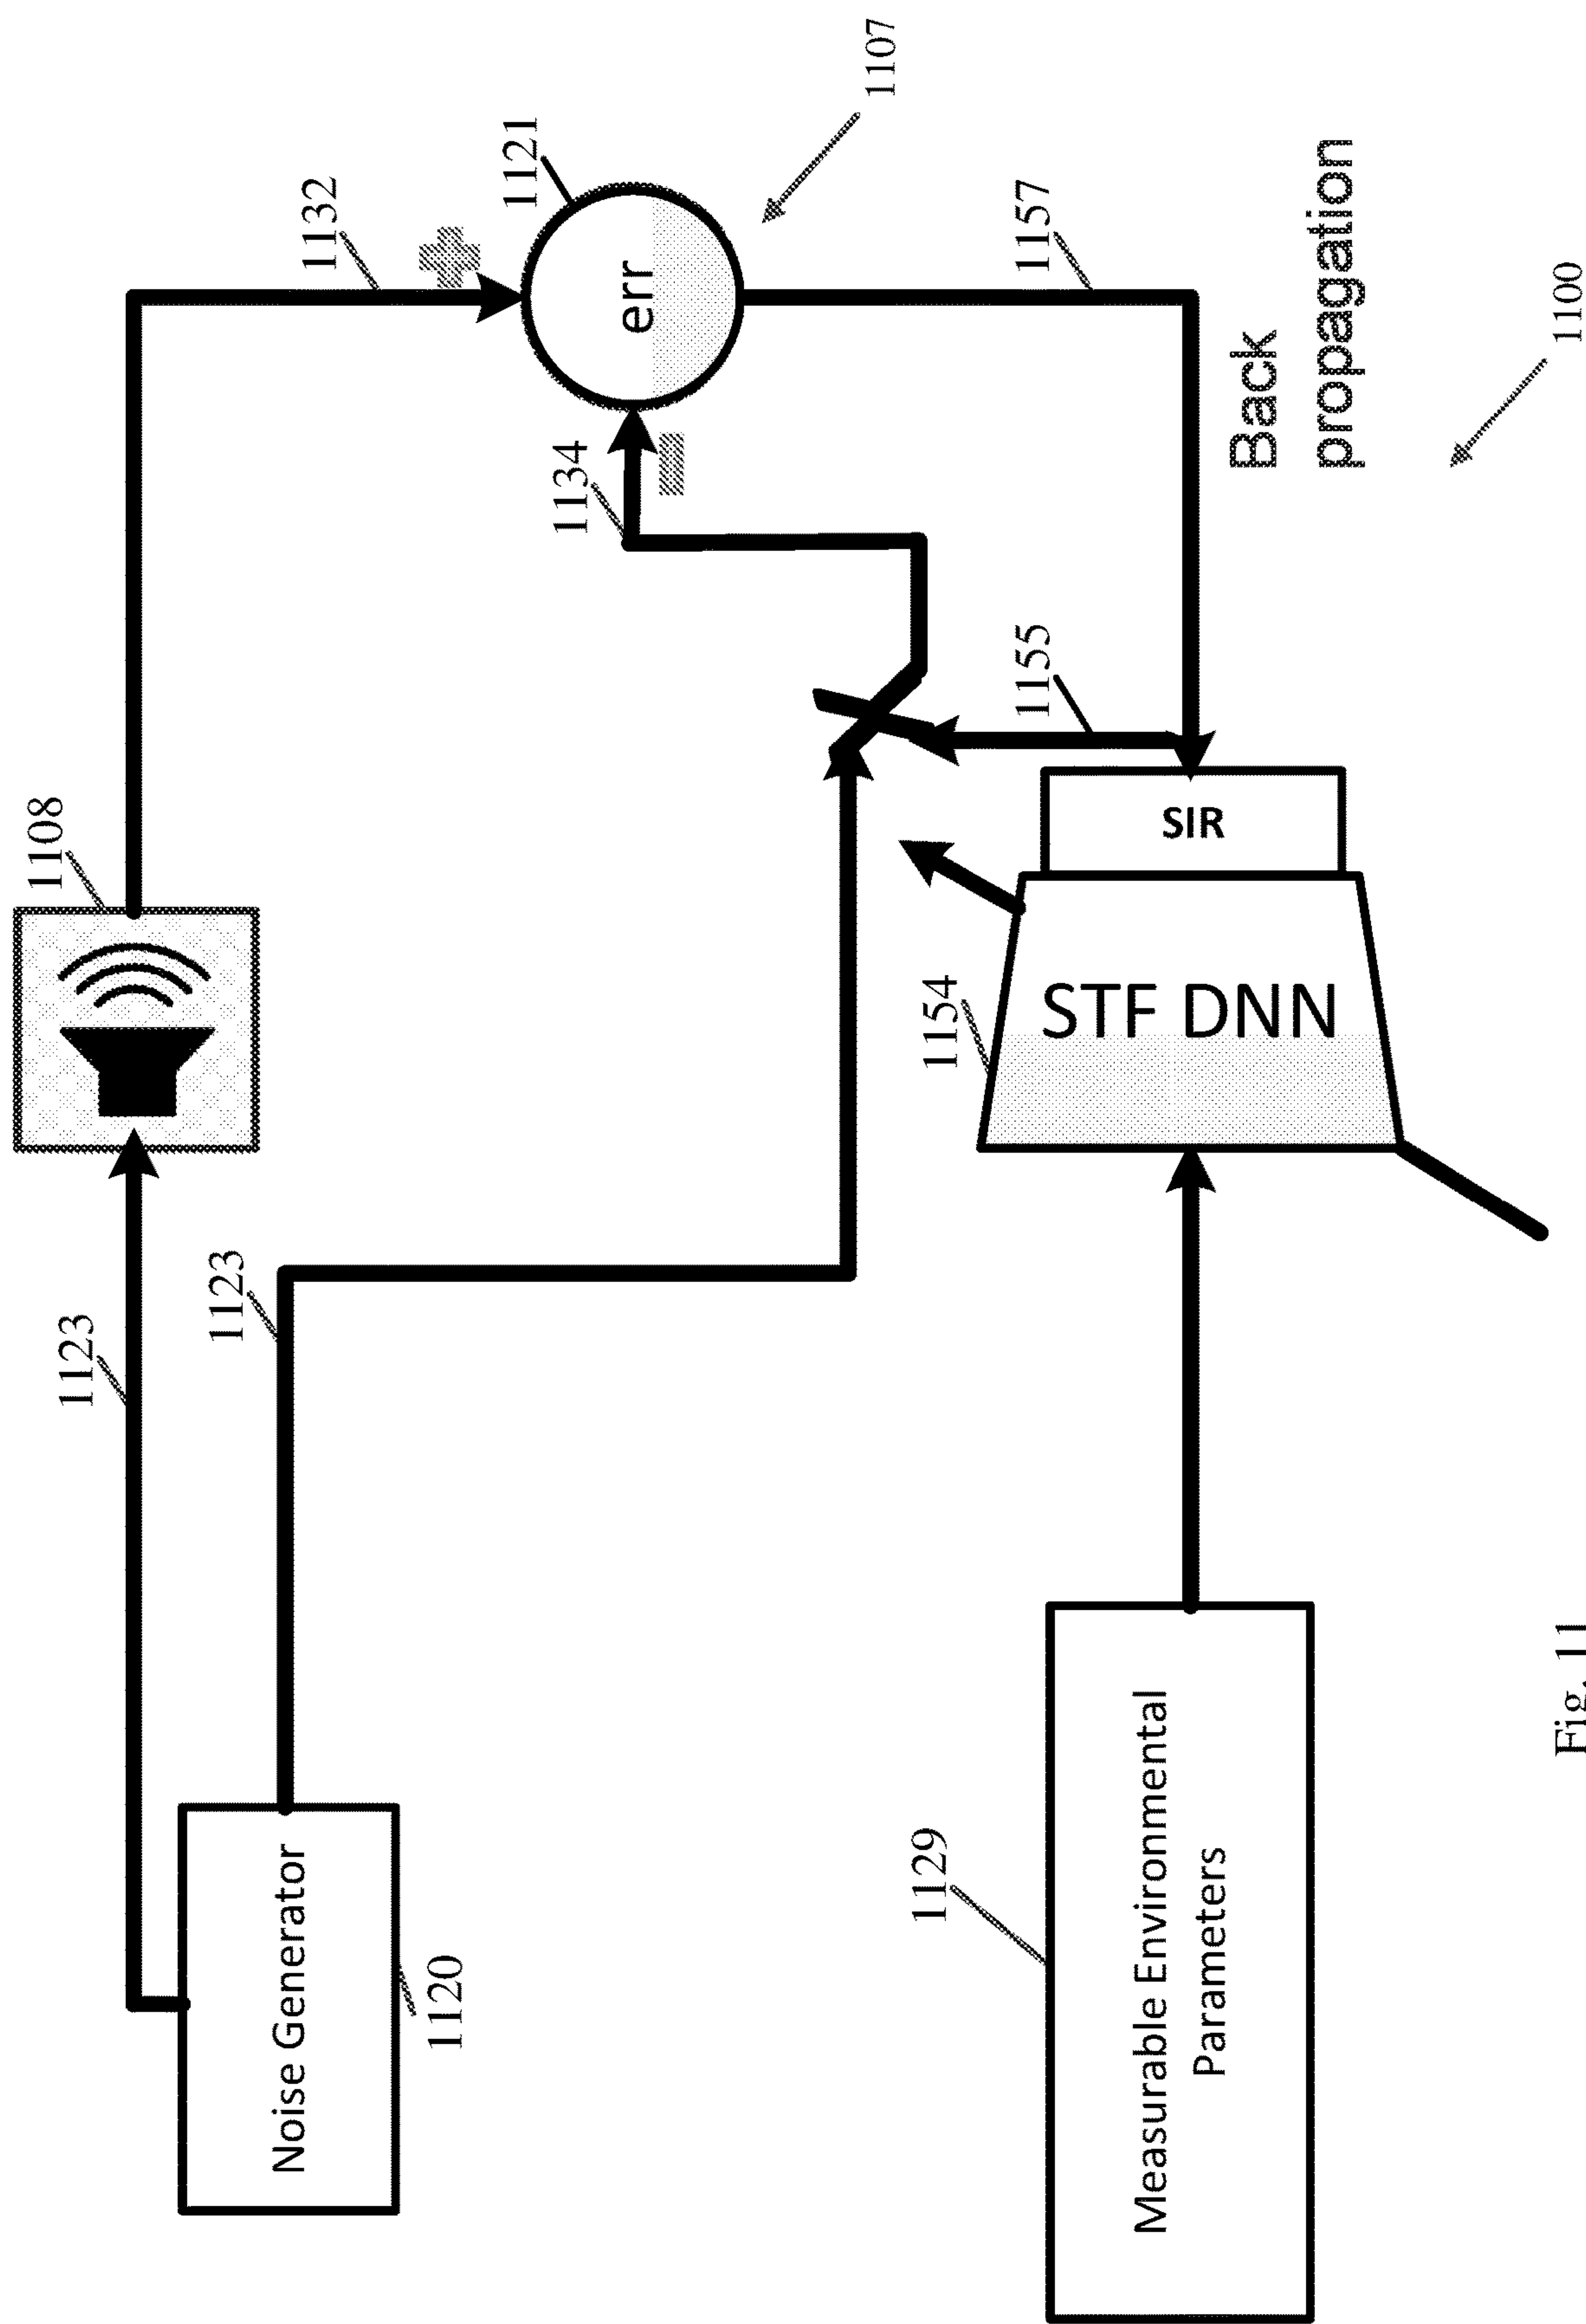 1123
1108
1132
Noise Generator
1120
1123
+
1121
err
1107
1134
−
1129
Measurable Environmental
Parameters
1154
STF DNN
SIR
1155
1157
Back
propagation
1100
Fig. 11